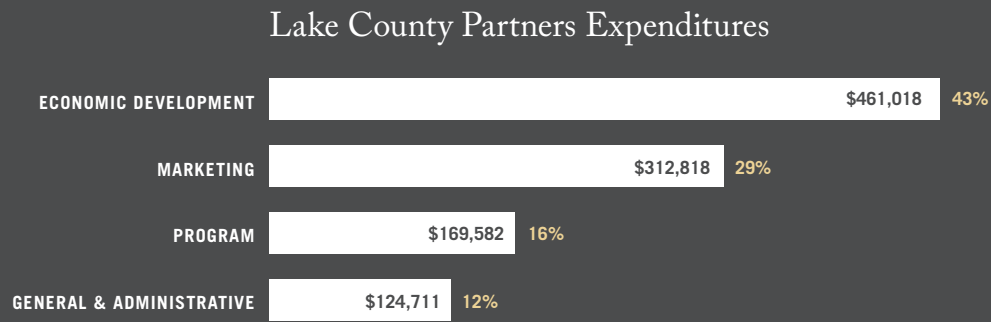 Lake County Partners Expenditures
ECONOMIC DEVELOPMENT $461,018 43%
MARKETING $312,818 29%
PROGRAM $169,582 16%
GENERAL & ADMINISTRATIVE $124,711 12%